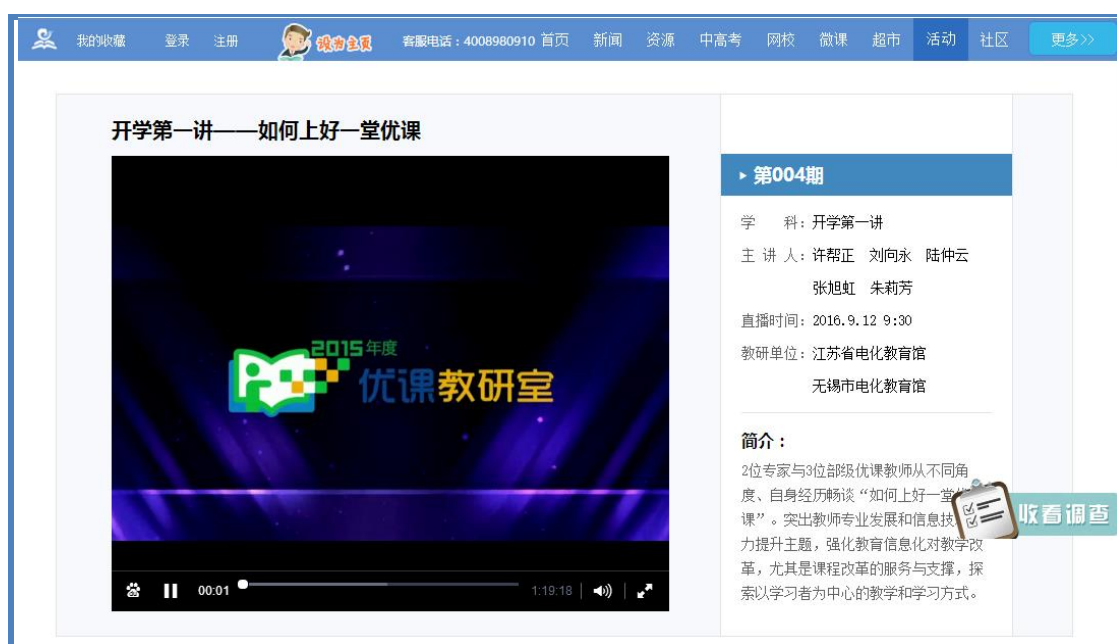 我的收藏 登录 注册 设为主页 客服电话：4008980910 首页 新闻 资源 中高考 网校 微课 超市 活动 社区 更多>>
开学第一讲——如何上好一堂优课
2015年度
优课教研室
00:01 1:19:18
第004期
学 科：开学第一讲
主 讲 人：许帮正 刘向永 陆仲云
张旭虹 朱莉芳
直播时间：2016.9.12 9:30
教研单位：江苏省电化教育馆
无锡市电化教育馆
简介：
2位专家与3位部级优课教师从不同角
度、自身经历畅谈“如何上好一堂
课”。突出教师专业发展和信息技
力提升主题，强化教育信息化对教学改
革，尤其是课程改革的服务与支撑，探
索以学习者为中心的教学和学习方式。
收看调查